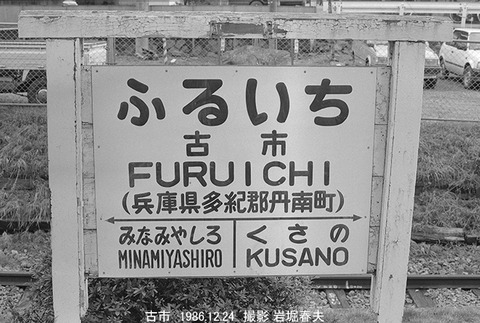 ふるいち
古市
FURUICHI
(兵庫県多紀郡丹南町)
みなみやしろ くさの
MINAMIYASHIRO KUSANO
古市 1986.12.24 撮影 岩堀春夫